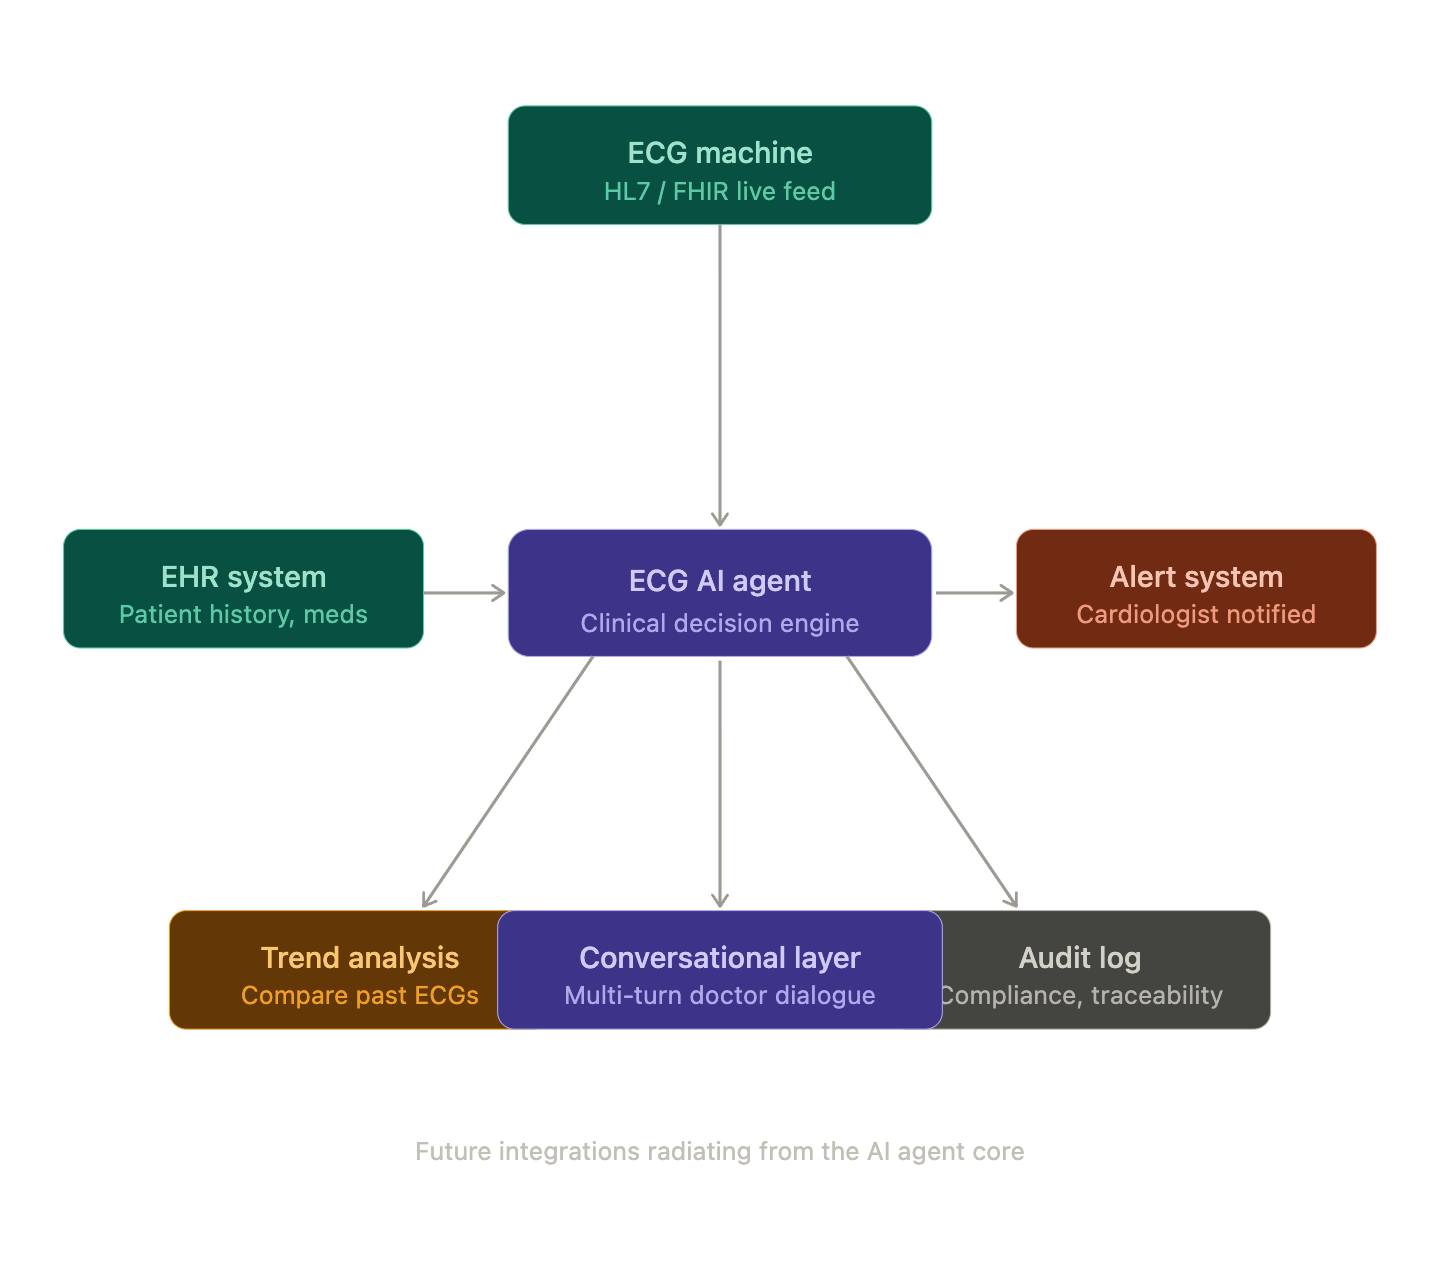 ECG machine
HL7 / FHIR live feed
EHR system
Patient history, meds
ECG AI agent
Clinical decision engine
Alert system
Cardiologist notified
Trend analysis
Compare past ECGs
Conversational layer
Multi-turn doctor dialogue
Audit log
Compliance, traceability
Future integrations radiating from the AI agent core